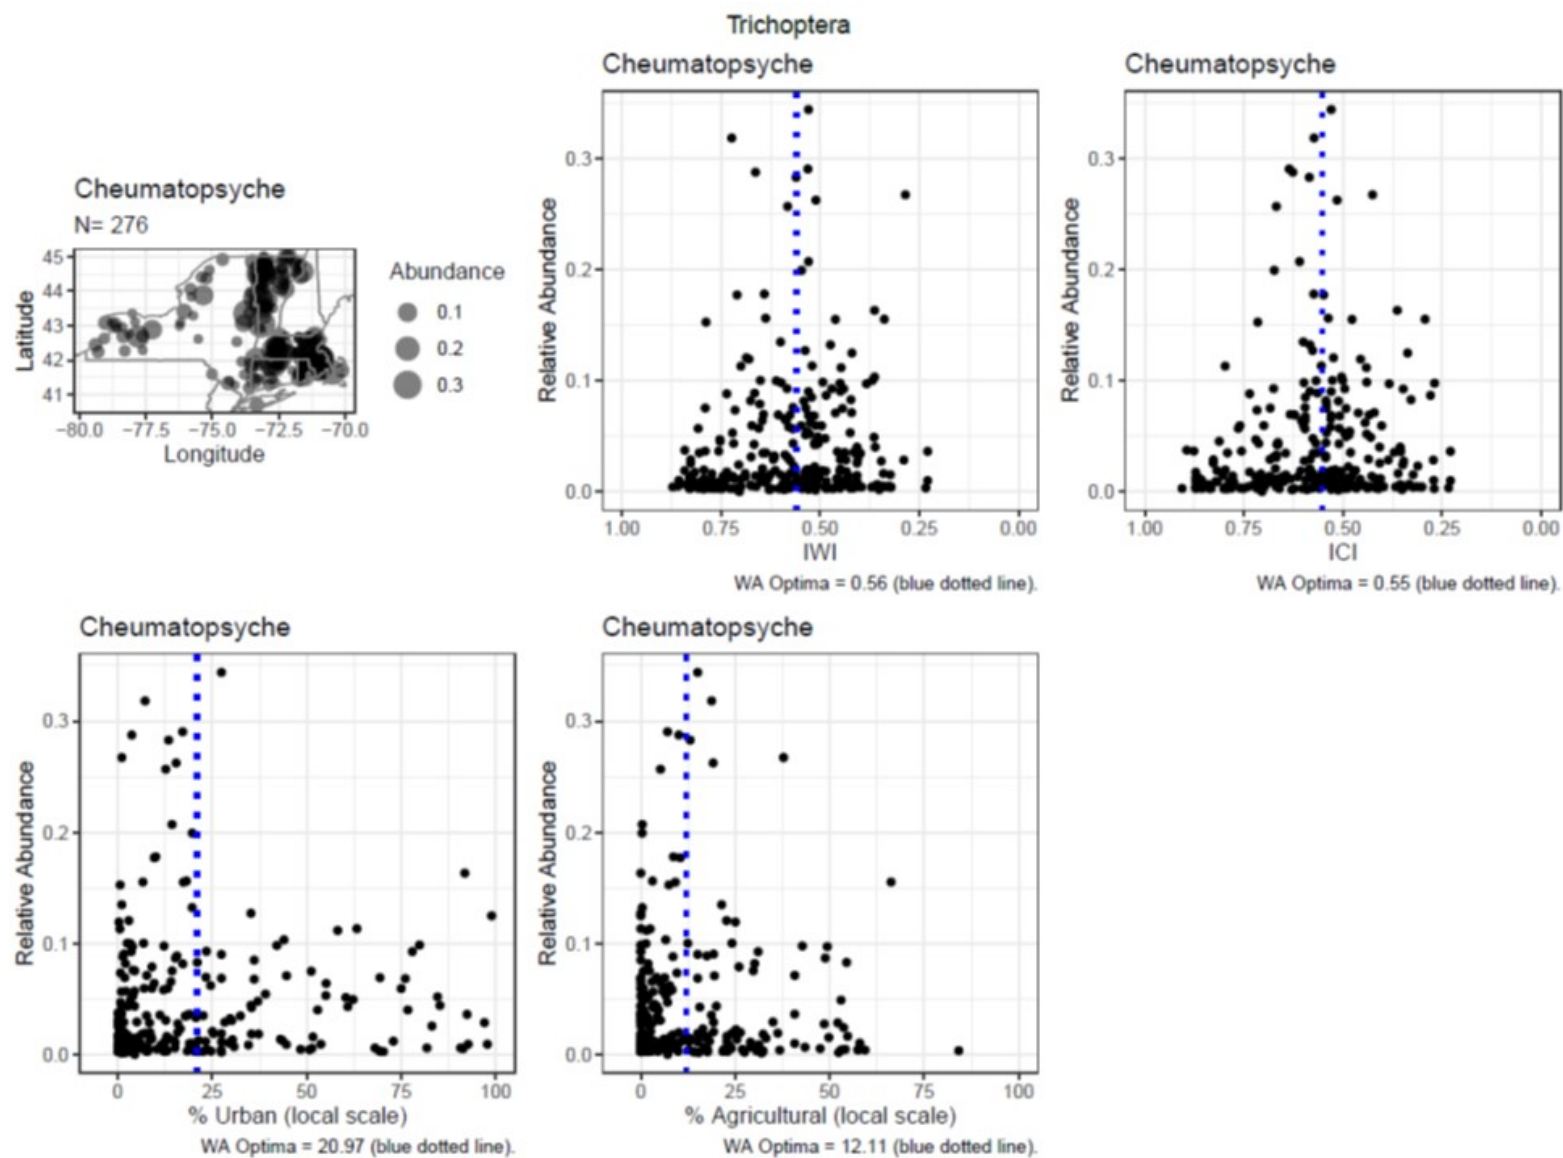 Trichoptera
Cheumatopsyche
N= 276
45
44
43
42
41
Latitude
−80.0 −77.5 −75.0 −72.5 −70.0
Longitude
Abundance
0.1
0.2
0.3
Cheumatopsyche
Relative Abundance
0.3
0.2
0.1
0.0
1.00 0.75 0.50 0.25 0.00
IWI
WA Optima = 0.56 (blue dotted line).
Cheumatopsyche
Relative Abundance
0.3
0.2
0.1
0.0
1.00 0.75 0.50 0.25 0.00
ICI
WA Optima = 0.55 (blue dotted line).
Cheumatopsyche
Relative Abundance
0.3
0.2
0.1
0.0
0 25 50 75 100
% Urban (local scale)
WA Optima = 20.97 (blue dotted line).
Cheumatopsyche
Relative Abundance
0.3
0.2
0.1
0.0
0 25 50 75 100
% Agricultural (local scale)
WA Optima = 12.11 (blue dotted line).